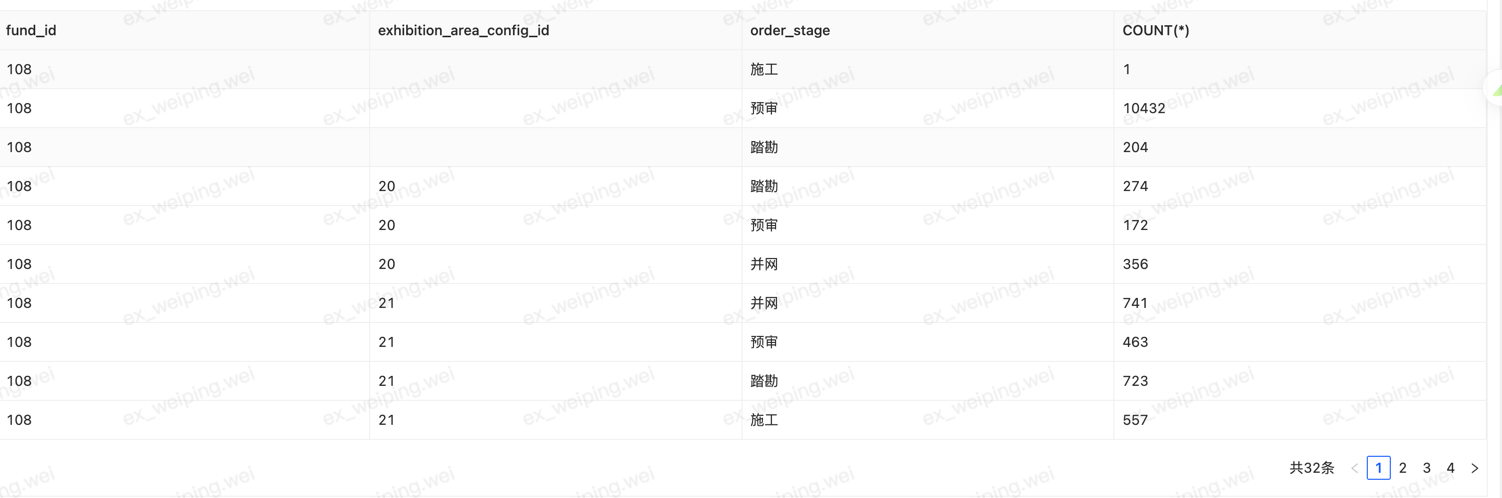 fund_id exhibition_area_config_id order_stage COUNT(*)
108 施工 1
108 预审 10432
108 踏勘 204
108 20 踏勘 274
108 20 预审 172
108 20 并网 356
108 21 并网 741
108 21 预审 463
108 21 踏勘 723
108 21 施工 557
共32条 < 1 2 3 4 >
ex_weiping.wei